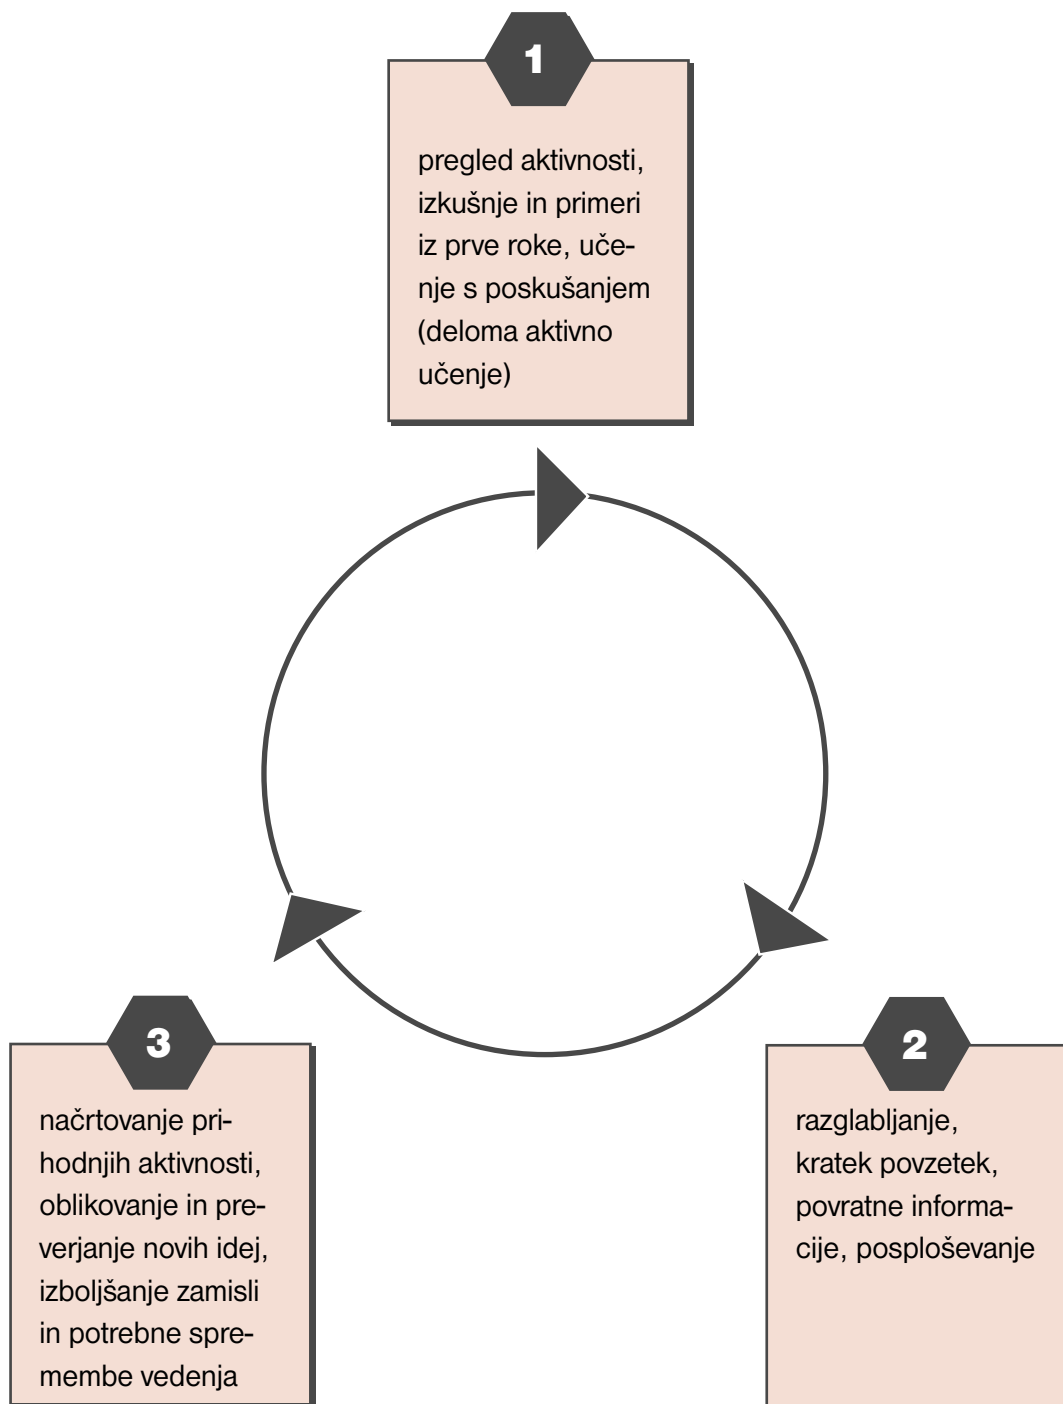 1
pregled aktivnosti,
izkušnje in primeri
iz prve roke, uče-
nje s poskušanjem
(deloma aktivno
učenje)
3
načrtovanje pri-
hodnjih aktivnosti,
oblikovanje in pre-
verjanje novih idej,
izboljšanje zamisli
in potrebne spre-
membe vedenja
2
razglabljanje,
kratek povzetek,
povratne informa-
cije, posploševanje